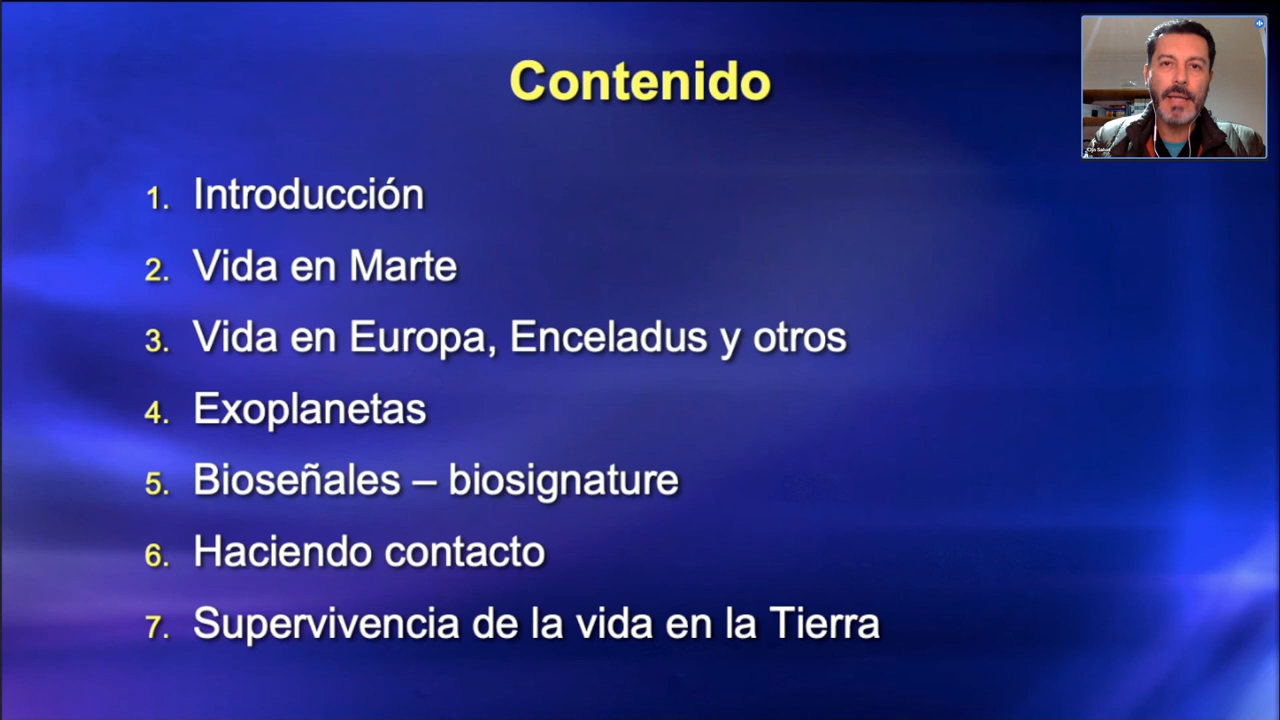 Contenido
1. Introducción
2. Vida en Marte
3. Vida en Europa, Enceladus y otros
4. Exoplanetas
5. Bioseñales – biosignature
6. Haciendo contacto
7. Supervivencia de la vida en la Tierra